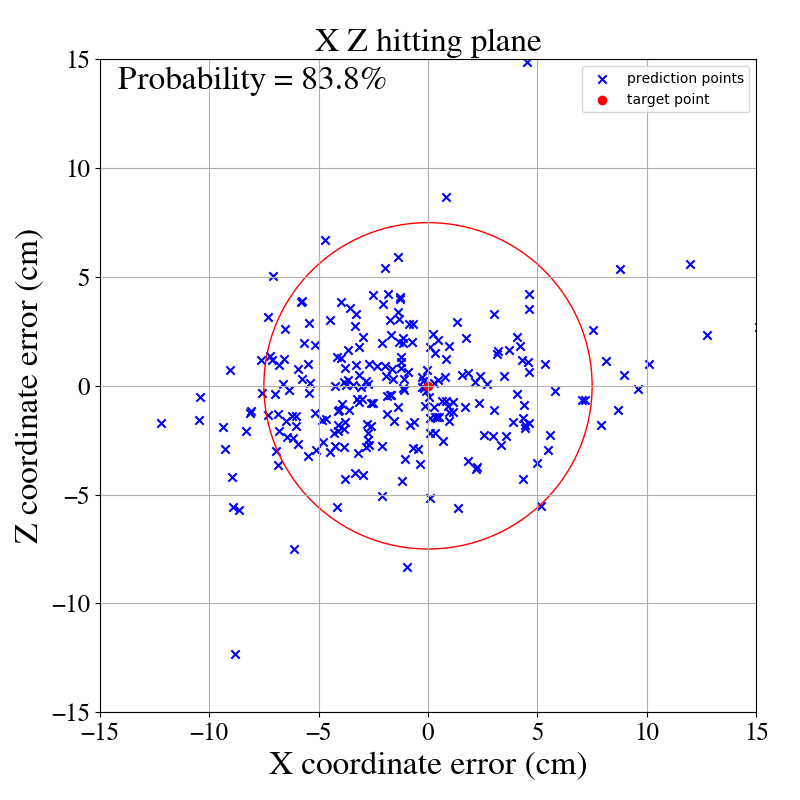 X Z hitting plane
Probability = 83.8%
prediction points
target point
Z coordinate error (cm)
15
10
5
0
−5
−10
−15
−15 −10 −5 0 5 10 15
X coordinate error (cm)